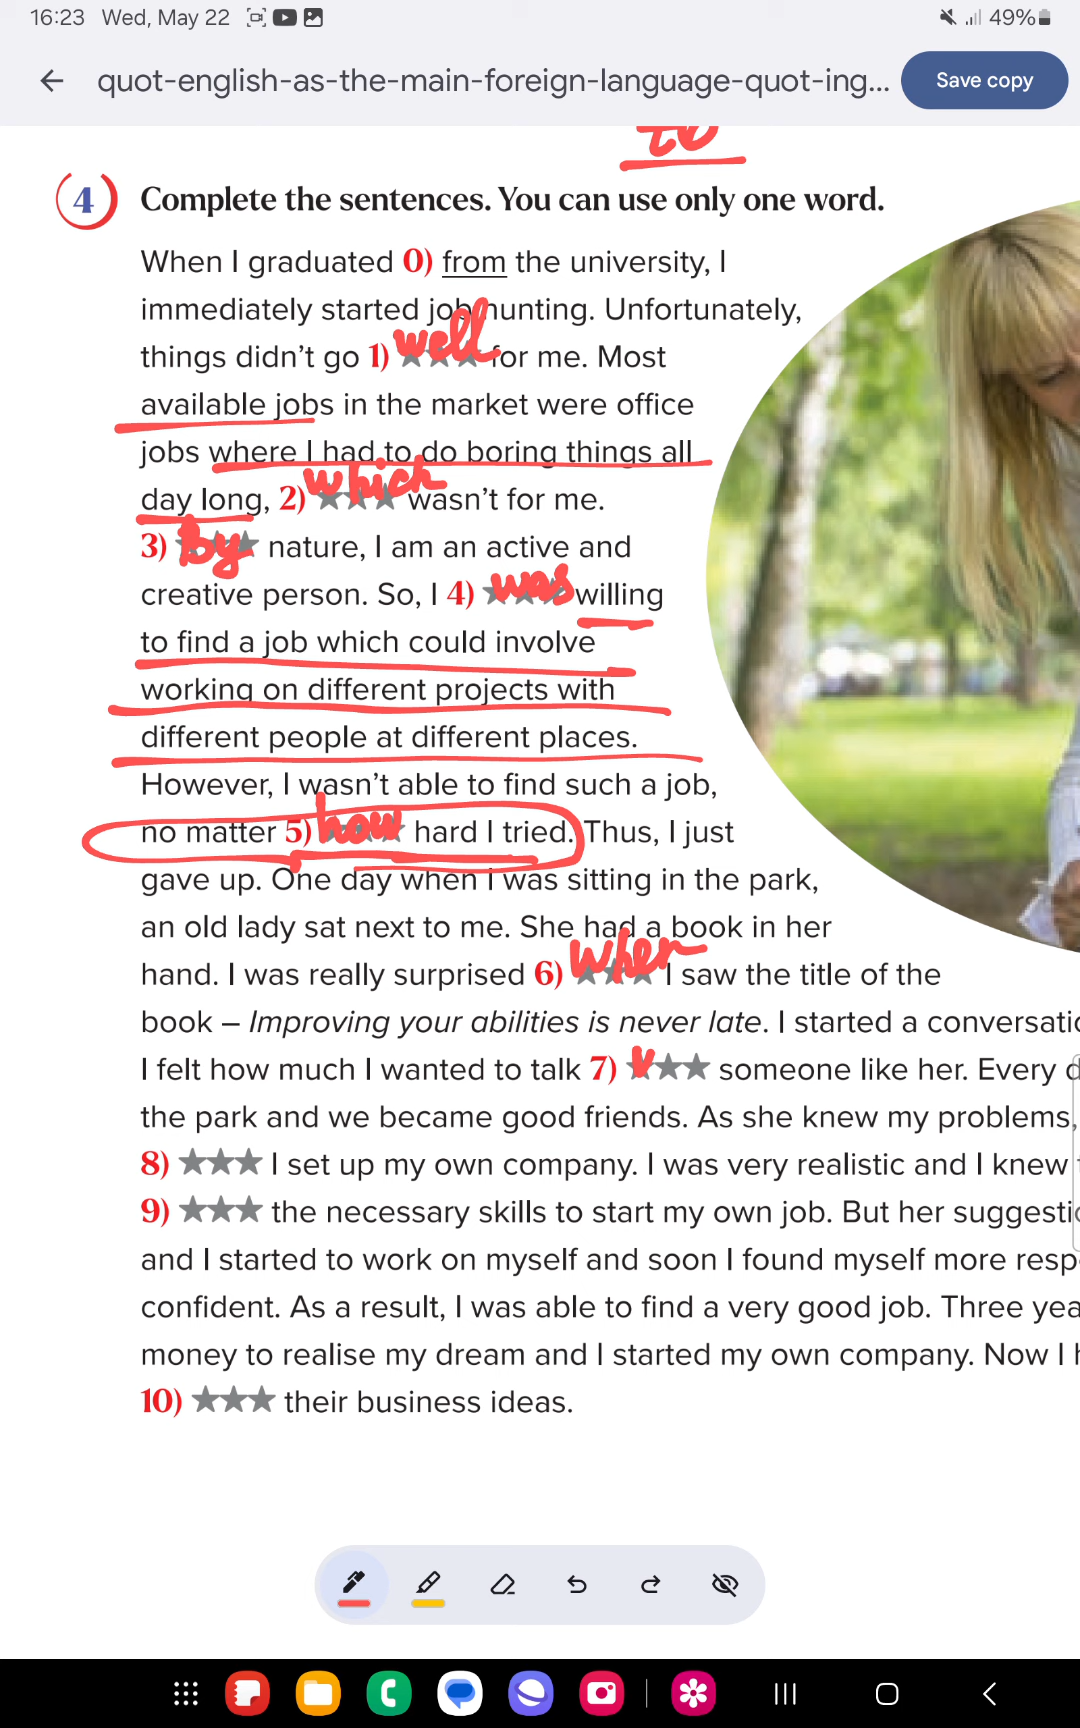 16:23 Wed, May 22
49%
quot-english-as-the-main-foreign-language-quot-ing...
Save copy
to
4 Complete the sentences. You can use only one word.
When I graduated 0) from the university, I
immediately started job hunting. Unfortunately,
things didn't go 1) well for me. Most
available jobs in the market were office
jobs where I had to do boring things all
day long, 2) which wasn't for me.
3) By nature, I am an active and
creative person. So, I 4) was willing
to find a job which could involve
working on different projects with
different people at different places.
However, I wasn't able to find such a job,
no matter 5) how hard I tried. Thus, I just
gave up. One day when I was sitting in the park,
an old lady sat next to me. She had a book in her
hand. I was really surprised 6) when I saw the title of the
book – Improving your abilities is never late. I started a conversati
I felt how much I wanted to talk 7) ★★★ someone like her. Every d
the park and we became good friends. As she knew my problems,
8) ★★★ I set up my own company. I was very realistic and I knew
9) ★★★ the necessary skills to start my own job. But her suggesti
and I started to work on myself and soon I found myself more resp
confident. As a result, I was able to find a very good job. Three yea
money to realise my dream and I started my own company. Now I h
10) ★★★ their business ideas.